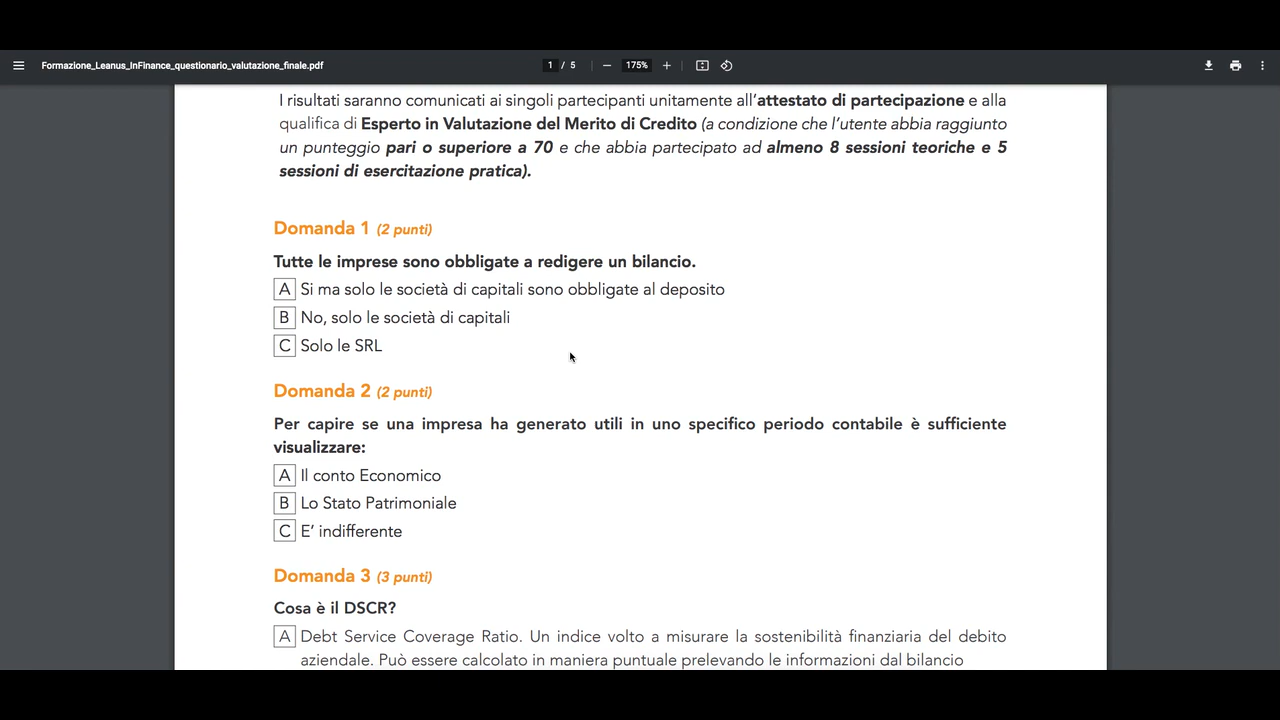 Formazione_Leanus_InFinance_questionario_valutazione_finale.pdf
1 / 5
175%
I risultati saranno comunicati ai singoli partecipanti unitamente all'attestato di partecipazione e alla
qualifica di Esperto in Valutazione del Merito di Credito (a condizione che l'utente abbia raggiunto
un punteggio pari o superiore a 70 e che abbia partecipato ad almeno 8 sessioni teoriche e 5
sessioni di esercitazione pratica).
Domanda 1 (2 punti)
Tutte le imprese sono obbligate a redigere un bilancio.
A Si ma solo le società di capitali sono obbligate al deposito
B No, solo le società di capitali
C Solo le SRL
Domanda 2 (2 punti)
Per capire se una impresa ha generato utili in uno specifico periodo contabile è sufficiente
visualizzare:
A Il conto Economico
B Lo Stato Patrimoniale
C E' indifferente
Domanda 3 (3 punti)
Cosa è il DSCR?
A Debt Service Coverage Ratio. Un indice volto a misurare la sostenibilità finanziaria del debito
aziendale. Può essere calcolato in maniera puntuale prelevando le informazioni dal bilancio